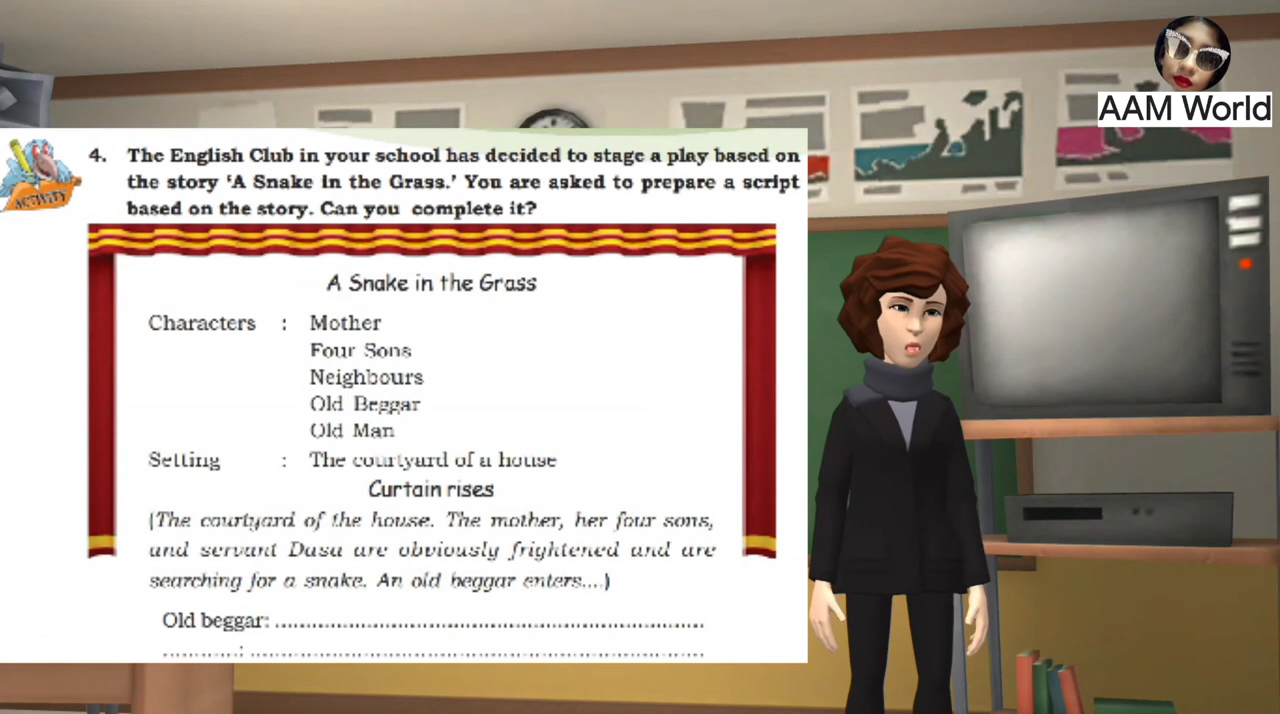 AAM World
ACTIVITY
4. The English Club in your school has decided to stage a play based on
the story ‘A Snake in the Grass.’ You are asked to prepare a script
based on the story. Can you complete it?
A Snake in the Grass
Characters : Mother
Four Sons
Neighbours
Old Beggar
Old Man
Setting : The courtyard of a house
Curtain rises
(The courtyard of the house. The mother, her four sons,
and servant Dasa are obviously frightened and are
searching for a snake. An old beggar enters....)
Old beggar: ......................................................................
............: ..........................................................................